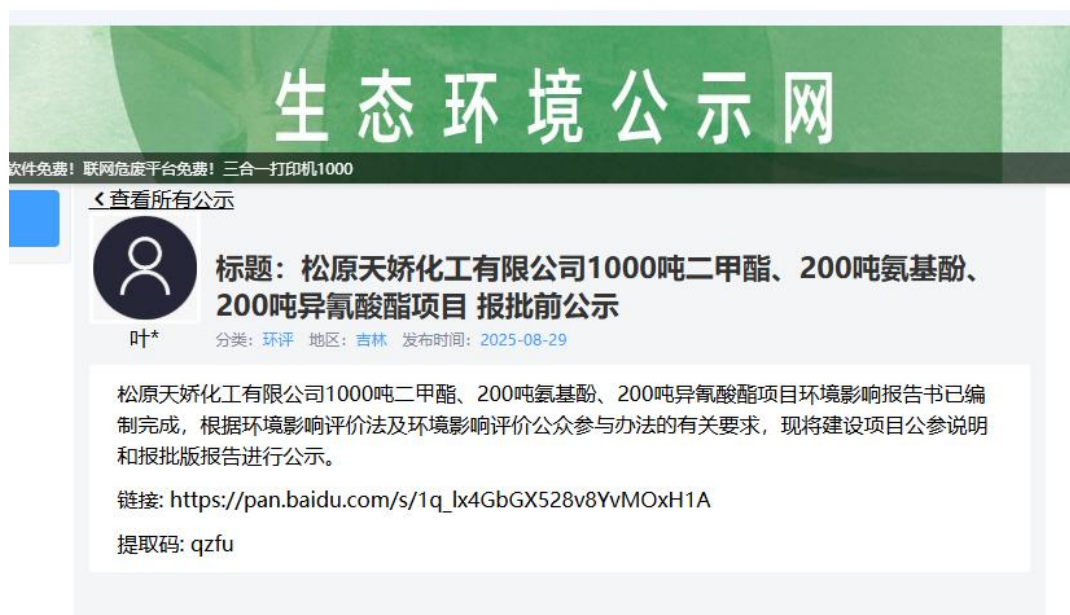 生态环境公示网
软件免费！联网危废平台免费！三合一打印机1000
查看所有公示
标题：松原天娇化工有限公司1000吨二甲酯、200吨氨基酚、
200吨异氰酸酯项目 报批前公示
叶*
分类：环评 地区：吉林 发布时间：2025-08-29
松原天娇化工有限公司1000吨二甲酯、200吨氨基酚、200吨异氰酸酯项目环境影响报告书已编
制完成，根据环境影响评价法及环境影响评价公众参与办法的有关要求，现将建设项目公参说明
和报批版报告进行公示。
链接: https://pan.baidu.com/s/1q_lx4GbGX528v8YvMOxH1A
提取码: qzfu